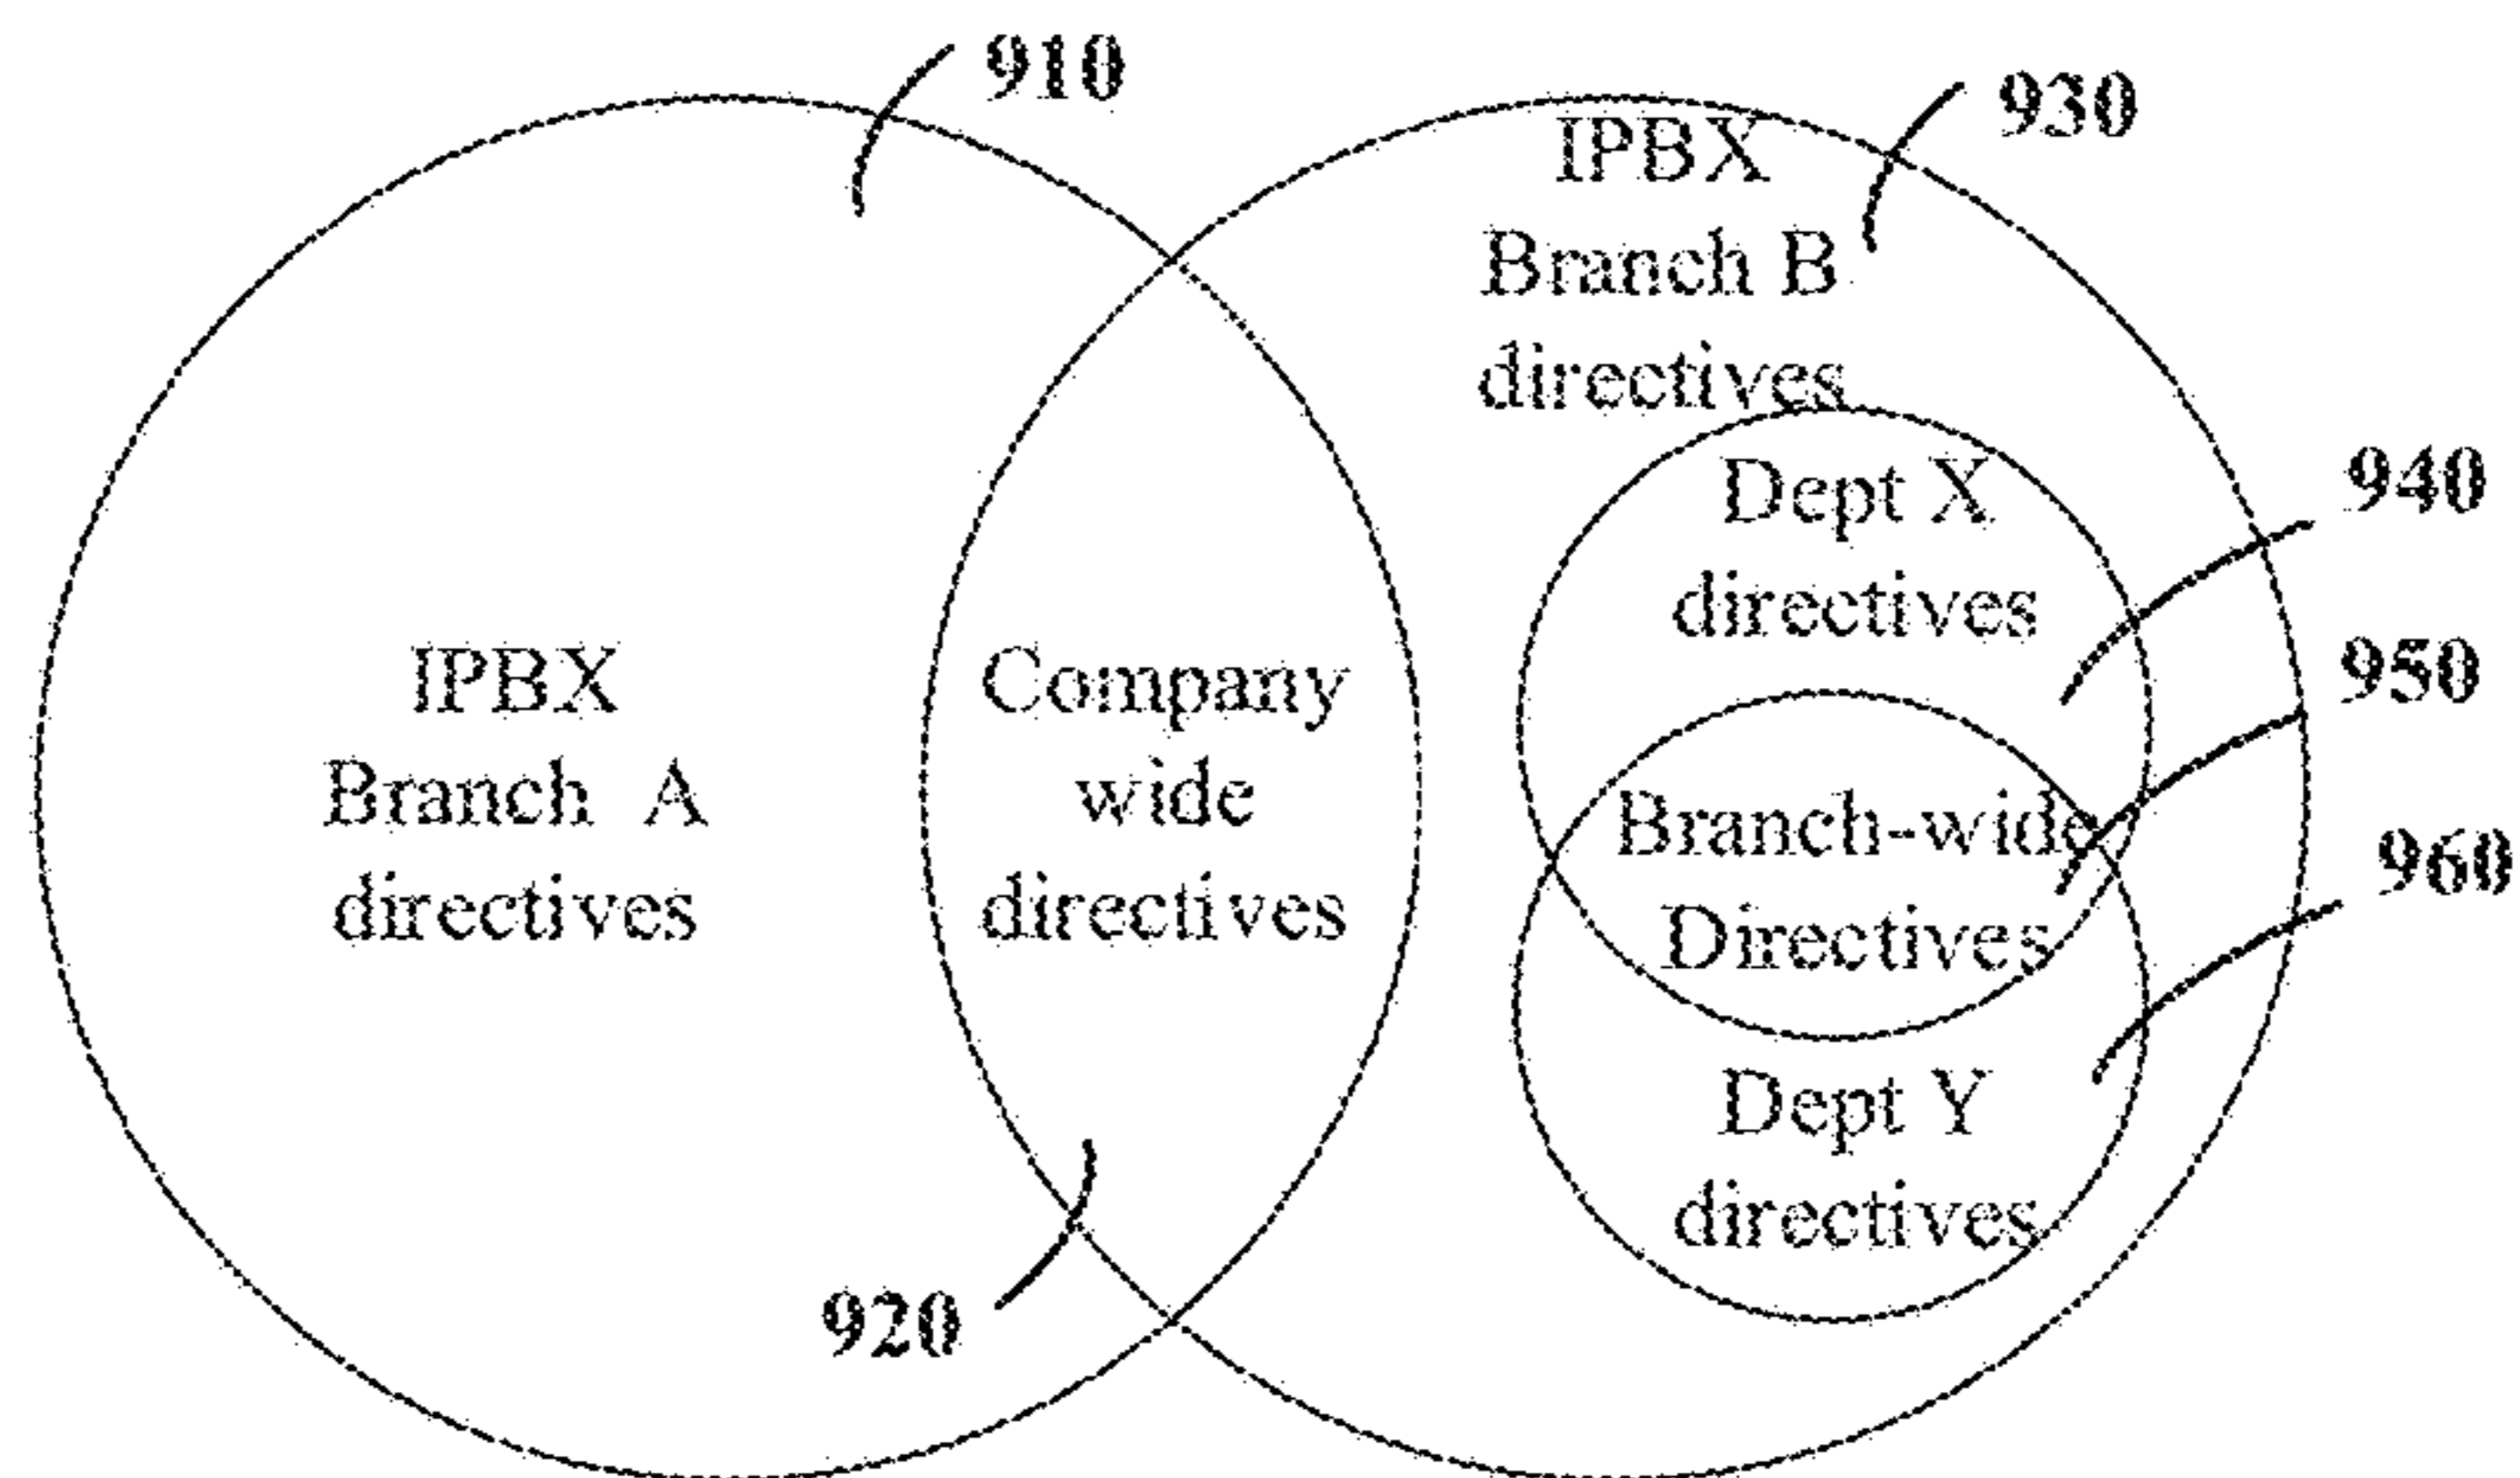 910
930
IPBX
Branch B
directives
Dept X
directives
940
950
IPBX
Branch A
directives
Company
wide
directives
Branch-wide
Directives
960
Dept Y
directives
920